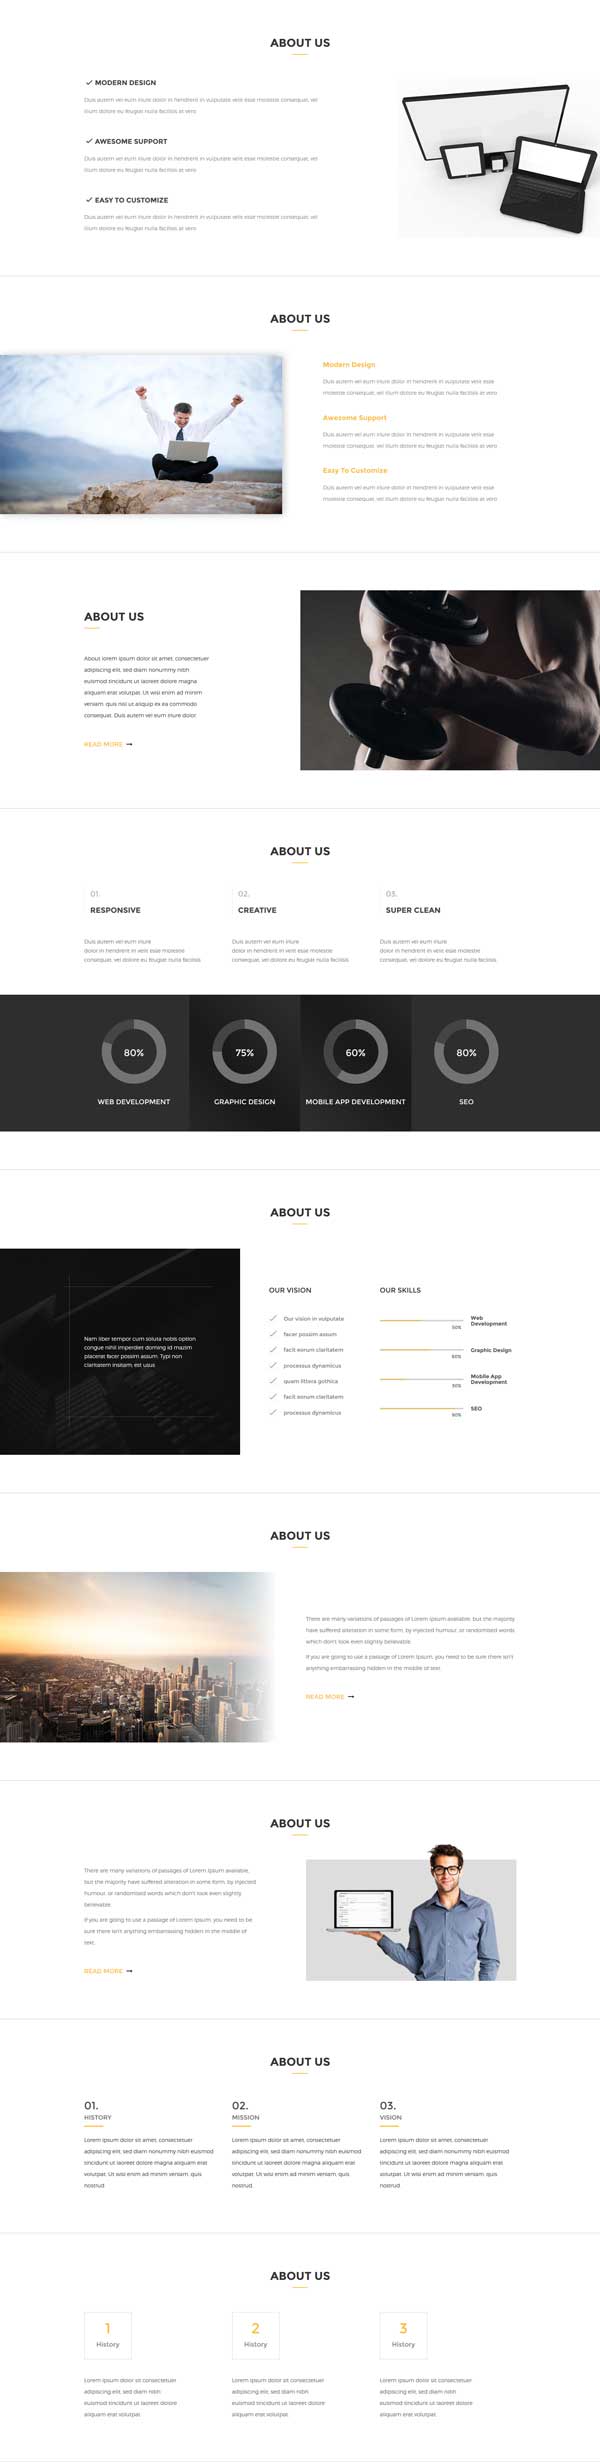 ABOUT US
MODERN DESIGN
Duis autem vel eum iriure dolor in hendrerit in vulputate velit esse molestie consequat, vel
illum dolore eu feugiat nulla facilisis at vero
AWESOME SUPPORT
Duis autem vel eum iriure dolor in hendrerit in vulputate velit esse molestie consequat, vel
illum dolore eu feugiat nulla facilisis at vero
EASY TO CUSTOMIZE
Duis autem vel eum iriure dolor in hendrerit in vulputate velit esse molestie consequat, vel
illum dolore eu feugiat nulla facilisis at vero
ABOUT US
Modern Design
Duis autem vel eum iriure dolor in hendrerit in vulputate velit esse
molestie consequat, vel illum dolore eu feugiat nulla facilisis at vero
Awesome Support
Duis autem vel eum iriure dolor in hendrerit in vulputate velit esse
molestie consequat, vel illum dolore eu feugiat nulla facilisis at vero
Easy To Customize
Duis autem vel eum iriure dolor in hendrerit in vulputate velit esse
molestie consequat, vel illum dolore eu feugiat nulla facilisis at vero
ABOUT US
About lorem ipsum dolor sit amet, consectetuer
adipiscing elit, sed diam nonummy nibh
euismod tincidunt ut laoreet dolore magna
aliquam erat volutpat. Ut wisi enim ad minim
veniam, quis nisl ut aliquip ex ea commodo
consequat. Duis autem vel eum iriure dolor
READ MORE
ABOUT US
01.
RESPONSIVE
Duis autem vel eum iriure
dolor in hendrerit in velit esse molestie
consequat, vel dolore eu feugiat nulla facilisis
02.
CREATIVE
Duis autem vel eum iriure
dolor in hendrerit in velit esse molestie
consequat, vel dolore eu feugiat nulla facilisis
03.
SUPER CLEAN
Duis autem vel eum iriure
dolor in hendrerit in velit esse molestie
consequat, vel dolore eu feugiat nulla facilisis
80%
WEB DEVELOPMENT
75%
GRAPHIC DESIGN
60%
MOBILE APP DEVELOPMENT
80%
SEO
ABOUT US
Nam liber tempor cum soluta nobis option
congue nihil imperdiet doming id mazim
placerat facer possim assum. Typi non
claritatem insitam; est usus
OUR VISION
Our vision in vulputate
facer possim assum
facit eorum claritatem
processus dynamicus
quam littera gothica
facit eorum claritatem
processus dynamicus
OUR SKILLS
Web
Development
50%
Graphic Design
60%
Mobile App
Development
30%
SEO
90%
ABOUT US
There are many variations of passages of Lorem Ipsum available, but the majority
have suffered alteration in some form, by injected humour, or randomised words
which don't look even slightly believable.
If you are going to use a passage of Lorem Ipsum, you need to be sure there isn't
anything embarrassing hidden in the middle of text.
READ MORE
ABOUT US
There are many variations of passages of Lorem Ipsum available,
but the majority have suffered alteration in some form, by injected
humour, or randomised words which don't look even slightly
believable.
If you are going to use a passage of Lorem Ipsum, you need to be
sure there isn't anything embarrassing hidden in the middle of
text.
READ MORE
ABOUT US
01.
HISTORY
Lorem ipsum dolor sit amet, consectetuer
adipiscing elit, sed diam nonummy nibh euismod
tincidunt ut laoreet dolore magna aliquam erat
volutpat. Ut wisi enim ad minim veniam, quis
nostrud
02.
MISSION
Lorem ipsum dolor sit amet, consectetuer
adipiscing elit, sed diam nonummy nibh euismod
tincidunt ut laoreet dolore magna aliquam erat
volutpat. Ut wisi enim ad minim veniam, quis
nostrud
03.
VISION
Lorem ipsum dolor sit amet, consectetuer
adipiscing elit, sed diam nonummy nibh euismod
tincidunt ut laoreet dolore magna aliquam erat
volutpat. Ut wisi enim ad minim veniam, quis
nostrud
ABOUT US
1
History
Lorem ipsum dolor sit consectetuer
adipiscing elit, sed diam nibh
euismod tincidunt ut laoreet dolore
aliquam erat volutpat.
2
History
Lorem ipsum dolor sit consectetuer
adipiscing elit, sed diam nibh
euismod tincidunt ut laoreet dolore
aliquam erat volutpat.
3
History
Lorem ipsum dolor sit consectetuer
adipiscing elit, sed diam nibh
euismod tincidunt ut laoreet dolore
aliquam erat volutpat.